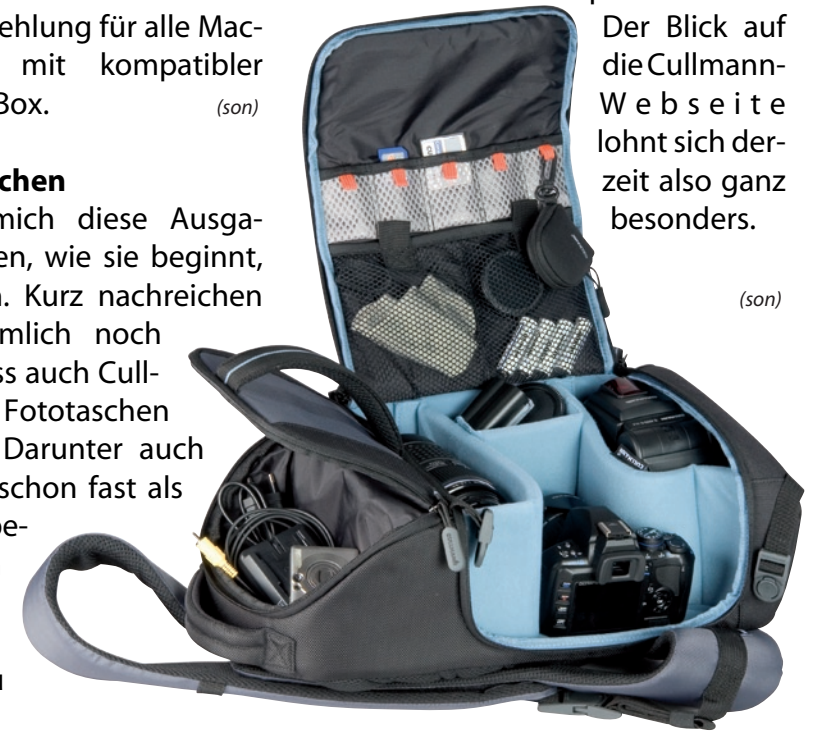 ehlung für alle Mac-
mit kompatibler
Box. (son)
chen
mich diese Ausga-
en, wie sie beginnt,
Kurz nachreichen
mlich noch
ss auch Cull-
Fototaschen
Darunter auch
schon fast als
be-
Der Blick auf
die Cullmann-
Webseite
lohnt sich der-
zeit also ganz
besonders.
(son)